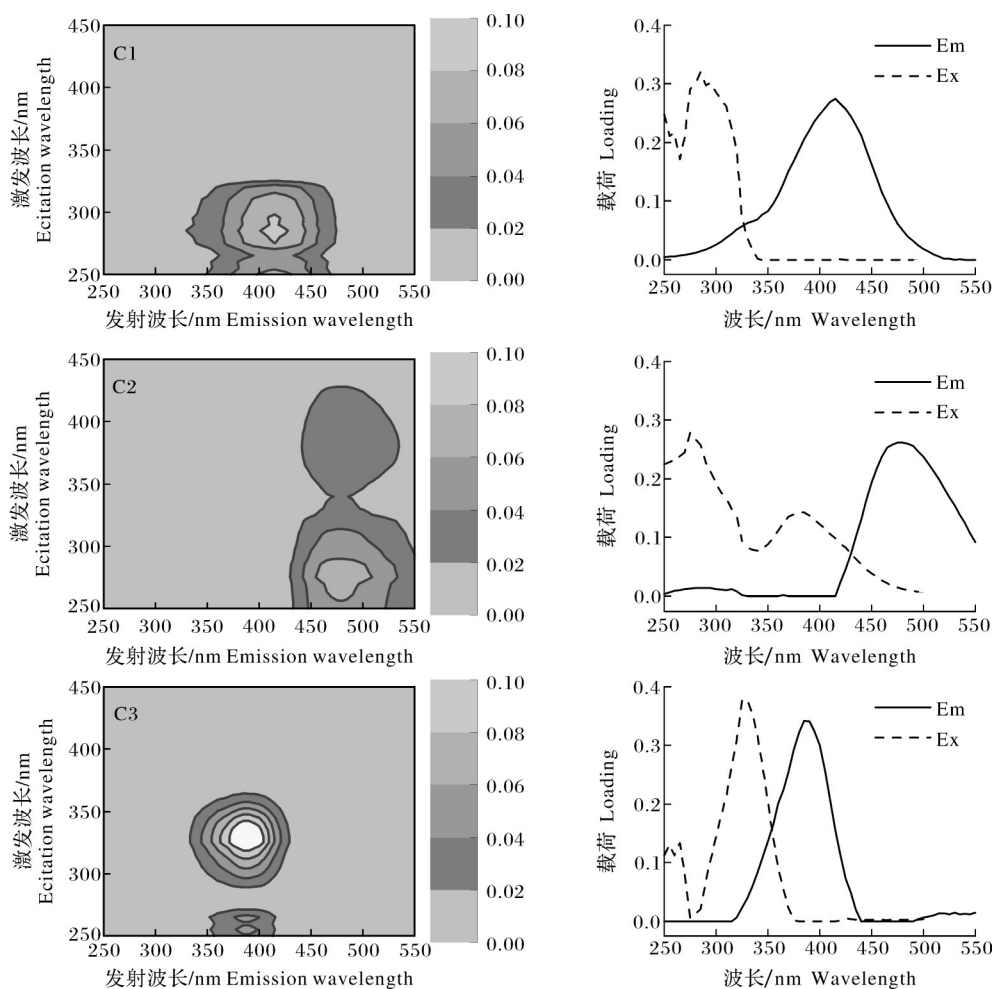 C1
450
400
350
300
250
激发波长/nm
Ecitation wavelength
250 300 350 400 450 500 550
发射波长/nm Emission wavelength
0.10
0.08
0.06
0.04
0.02
0.00
0.4
0.3
0.2
0.1
0.0
载荷 Loading
Em
Ex
250 300 350 400 450 500 550
波长/nm Wavelength
C2
450
400
350
300
250
激发波长/nm
Ecitation wavelength
250 300 350 400 450 500 550
发射波长/nm Emission wavelength
0.10
0.08
0.06
0.04
0.02
0.00
0.4
0.3
0.2
0.1
0.0
载荷 Loading
Em
Ex
250 300 350 400 450 500 550
波长/nm Wavelength
C3
450
400
350
300
250
激发波长/nm
Ecitation wavelength
250 300 350 400 450 500 550
发射波长/nm Emission wavelength
0.10
0.08
0.06
0.04
0.02
0.00
0.4
0.3
0.2
0.1
0.0
载荷 Loading
Em
Ex
250 300 350 400 450 500 550
波长/nm Wavelength